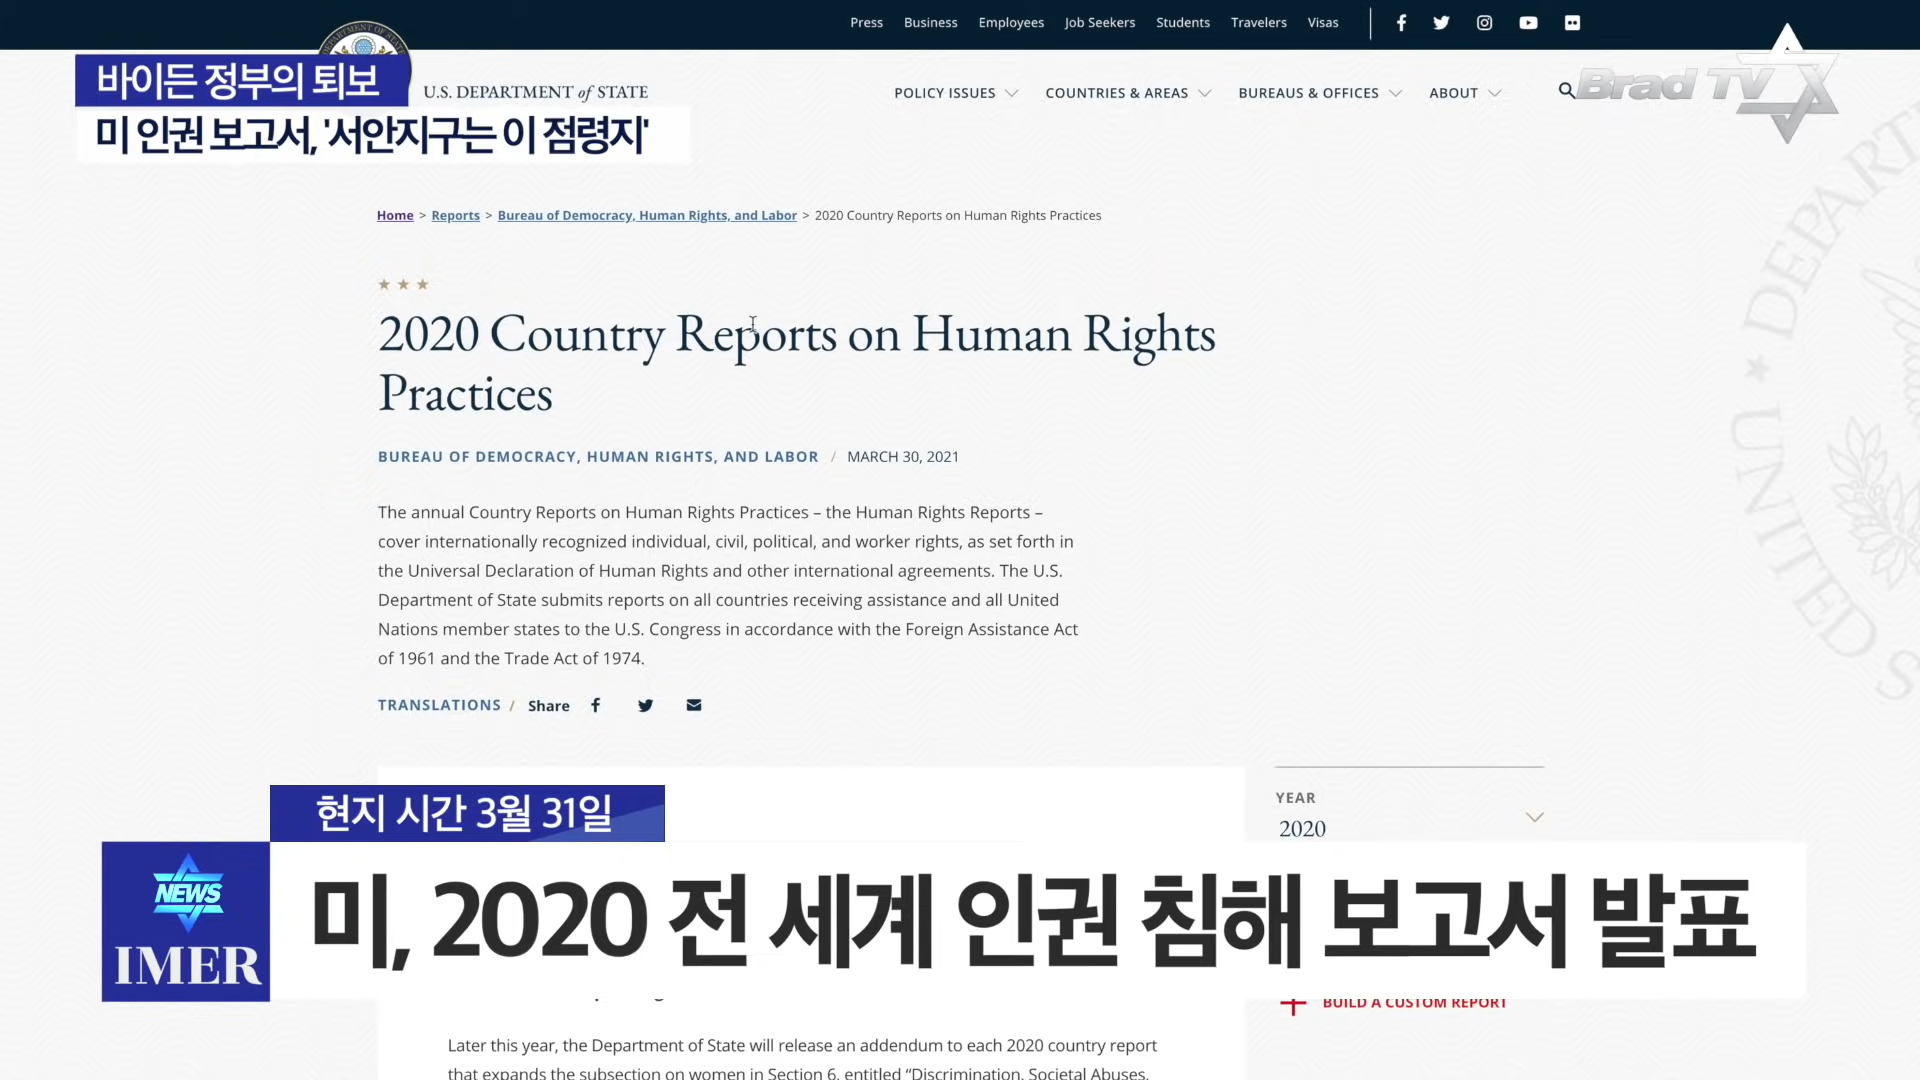 Press Business Employees Job Seekers Students Travelers Visas
바이든 정부의 퇴보
U.S. DEPARTMENT of STATE
POLICY ISSUES COUNTRIES & AREAS BUREAUS & OFFICES ABOUT
Brad TV
미 인권 보고서, '서안지구는 이 점령지'
Home > Reports > Bureau of Democracy, Human Rights, and Labor > 2020 Country Reports on Human Rights Practices
2020 Country Reports on Human Rights
Practices
BUREAU OF DEMOCRACY, HUMAN RIGHTS, AND LABOR / MARCH 30, 2021
The annual Country Reports on Human Rights Practices – the Human Rights Reports –
cover internationally recognized individual, civil, political, and worker rights, as set forth in
the Universal Declaration of Human Rights and other international agreements. The U.S.
Department of State submits reports on all countries receiving assistance and all United
Nations member states to the U.S. Congress in accordance with the Foreign Assistance Act
of 1961 and the Trade Act of 1974.
TRANSLATIONS / Share
YEAR
2020
현지 시간 3월 31일
NEWS
IMER
미, 2020 전 세계 인권 침해 보고서 발표
BUILD A CUSTOM REPORT
Later this year, the Department of State will release an addendum to each 2020 country report
that expands the subsection on women in Section 6, entitled “Discrimination, Societal Abuses,